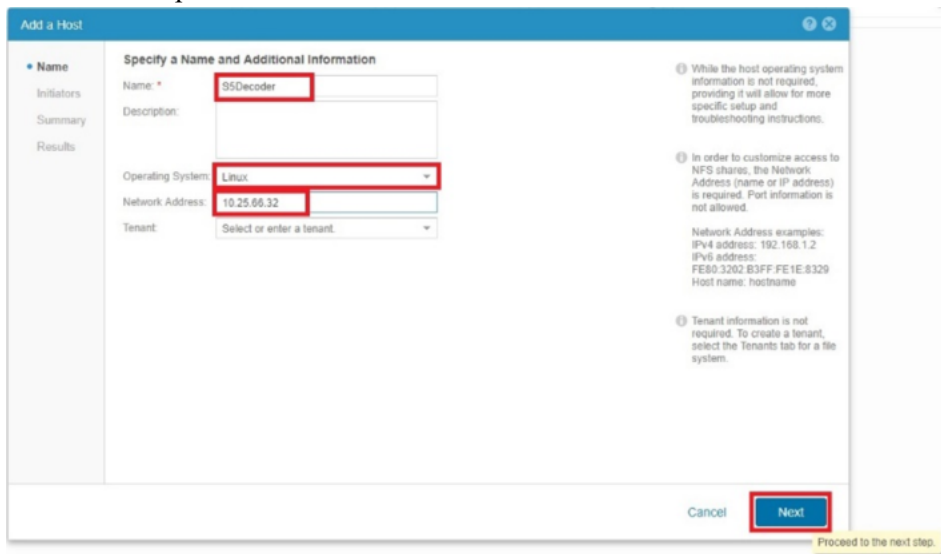 Add a Host
Name
Initiators
Summary
Results
Specify a Name and Additional Information
Name: *
S5Decoder
Description:
Operating System:
Linux
Network Address:
10.25.66.32
Tenant:
Select or enter a tenant.
While the host operating system
information is not required,
providing it will allow for more
specific setup and
troubleshooting instructions.
In order to customize access to
NFS shares, the Network
Address (name or IP address)
is required. Port information is
not allowed.
Network Address examples:
IPv4 address: 192.168.1.2
IPv6 address:
FE80:3202:B3FF:FE1E:8329
Host name: hostname
Tenant information is not
required. To create a tenant,
select the Tenants tab for a file
system.
Cancel
Next
Proceed to the next step.